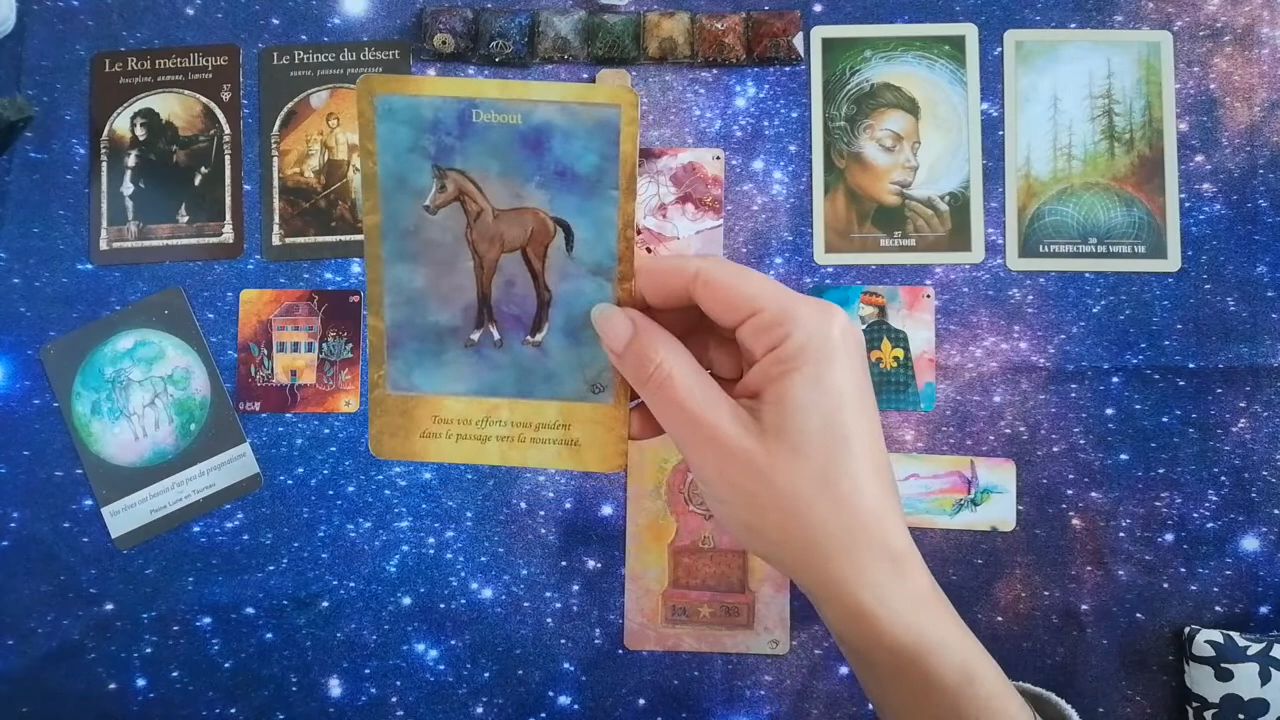 Le Roi métallique
discipline, armure, limites
37
Le Prince du désert
survie, fausses promesses
Debout
Tous vos efforts vous guident
dans le passage vers la nouveauté.
27
RECEVOIR
30
LA PERFECTION DE VOTRE VIE
Vos rêves ont besoin d'un peu de pragmatisme
Pleine Lune en Taureau